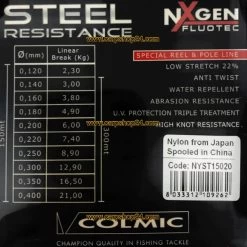 STEEL
RESISTANCE
NXGEN
FLUOTEC
Ø(mm) Linear Break (Kg)
0,120 2,30
0,140 3,00
0,160 3,80
0,180 4,90
0,200 6,00
0,220 7,40
0,250 8,90
0,300 12,90
0,350 16,50
0,400 21,00
150mt
300mt
SPECIAL REEL & POLE LINE
LOW STRETCH 22%
ANTI TWIST
WATER REPELLENT
ABRASION RESISTANCE
U.V. PROTECTION TRIPLE TREATMENT
HIGH KNOT RESISTANCE
Nylon from Japan
Spooled in China
Code: NYST15020
8 033312 109267
COLMIC
CHAMPION QUALITY IN FISHING TACKLE